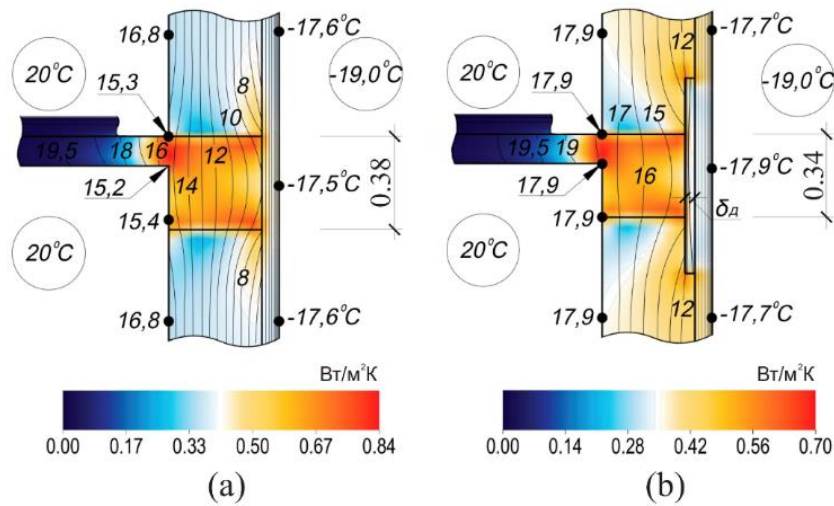 16,8
-17,6°C
20°C
-19,0°C
15,3
8
10
19,5
18
16
12
0.38
14
-17,5°C
15,2
15,4
20°C
8
16,8
-17,6°C
Вт/м²К
0.00 0.17 0.33 0.50 0.67 0.84
(a)
17,9
12
-17,7°C
20°C
-19,0°C
17,9
17
15
19,5
19
16
0.34
-17,9°C
17,9
δд
17,9
20°C
12
17,9
-17,7°C
Вт/м²К
0.00 0.14 0.28 0.42 0.56 0.70
(b)